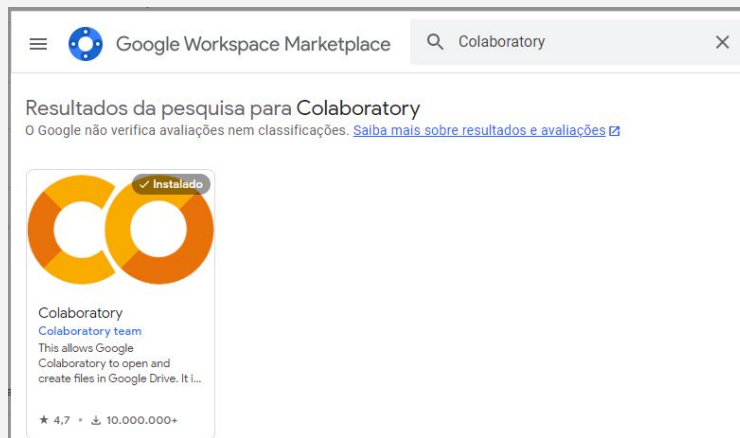 Google Workspace Marketplace
Colaboratory
Resultados da pesquisa para Colaboratory
O Google não verifica avaliações nem classificações. Saiba mais sobre resultados e avaliações
Instalado
Colaboratory
Colaboratory team
This allows Google
Colaboratory to open and
create files in Google Drive. It i...
4,7 • 10.000.000+